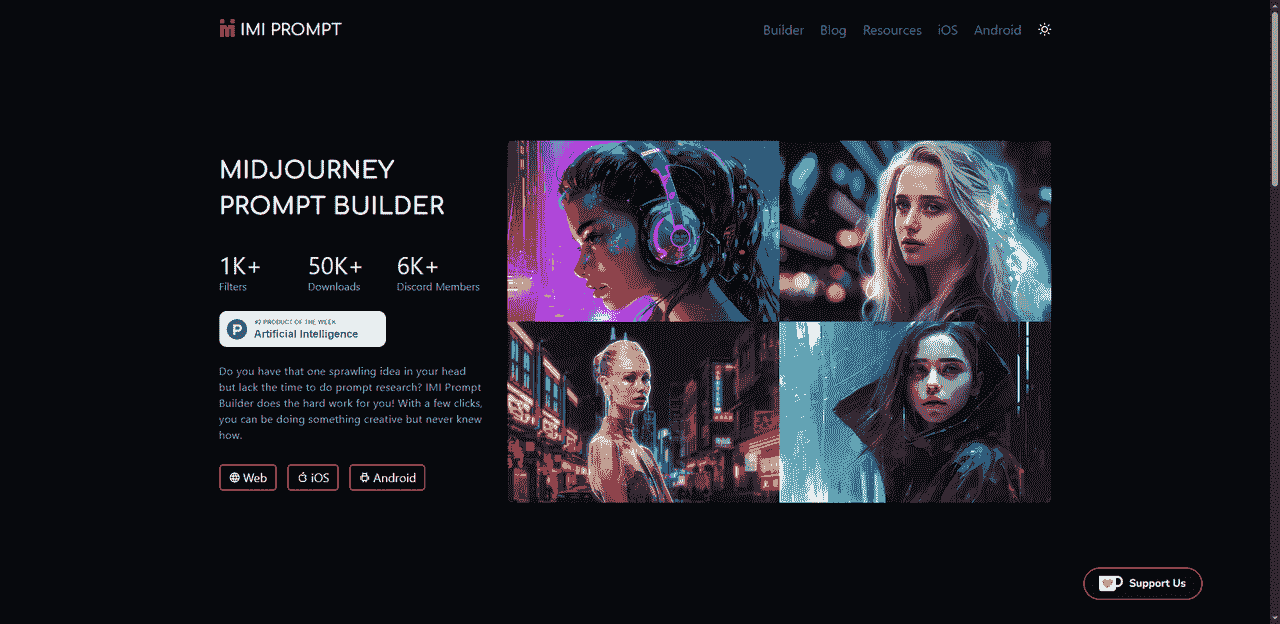 IMI PROMPT
Builder Blog Resources iOS Android
MIDJOURNEY
PROMPT BUILDER
1K+ 50K+ 6K+
Filters Downloads Discord Members
P
#2 PRODUCT OF THE WEEK
Artificial Intelligence
Do you have that one sprawling idea in your head
but lack the time to do prompt research? IMI Prompt
Builder does the hard work for you! With a few clicks,
you can be doing something creative but never knew
how.
Web iOS Android
Support Us